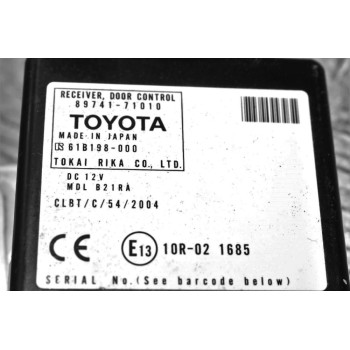 RECEIVER, DOOR CONTROL
89741-71010
TOYOTA
MADE IN JAPAN
61B198-000
TOKAI RIKA CO., LTD.
DC 12V
MDL B21RA
CLBT/C/54/2004
CE E13 10R-02 1685
SERIAL No.(See barcode below)